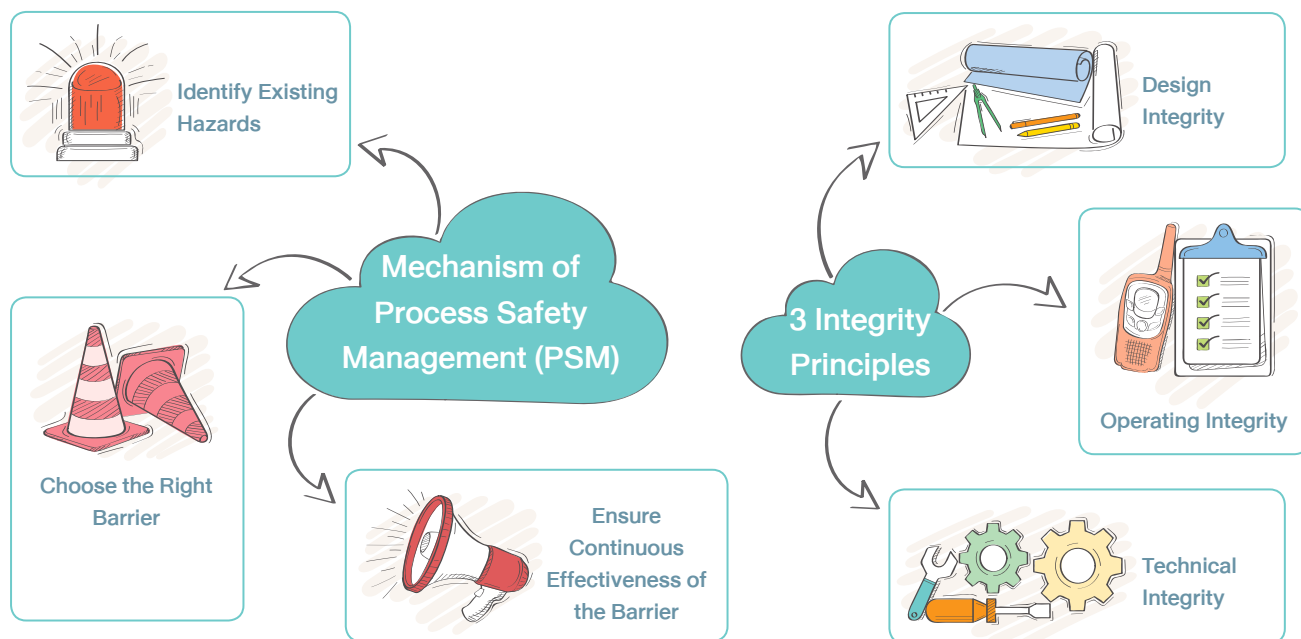 Identify Existing
Hazards
Mechanism of
Process Safety
Management (PSM)
Choose the Right
Barrier
Ensure
Continuous
Effectiveness of
the Barrier
3 Integrity
Principles
Design
Integrity
Operating Integrity
Technical
Integrity